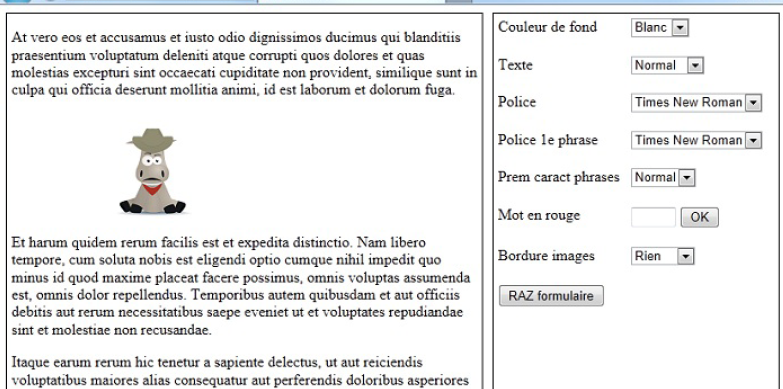 At vero eos et accusamus et iusto odio dignissimos ducimus qui blanditiis
praesentium voluptatum deleniti atque corrupti quos dolores et quas
molestias excepturi sint occaecati cupiditate non provident, similique sunt in
culpa qui officia deserunt mollitia animi, id est laborum et dolorum fuga.
Et harum quidem rerum facilis est et expedita distinctio. Nam libero
tempore, cum soluta nobis est eligendi optio cumque nihil impedit quo
minus id quod maxime placeat facere possimus, omnis voluptas assumenda
est, omnis dolor repellendus. Temporibus autem quibusdam et aut officiis
debitis aut rerum necessitatibus saepe eveniet ut et voluptates repudiandae
sint et molestiae non recusandae.
Itaque earum rerum hic tenetur a sapiente delectus, ut aut reiciendis
voluptatibus maiores alias consequatur aut perferendis doloribus asperiores
Couleur de fond Blanc
Texte Normal
Police Times New Roman
Police 1e phrase Times New Roman
Prem caract phrases Normal
Mot en rouge OK
Bordure images Rien
RAZ formulaire